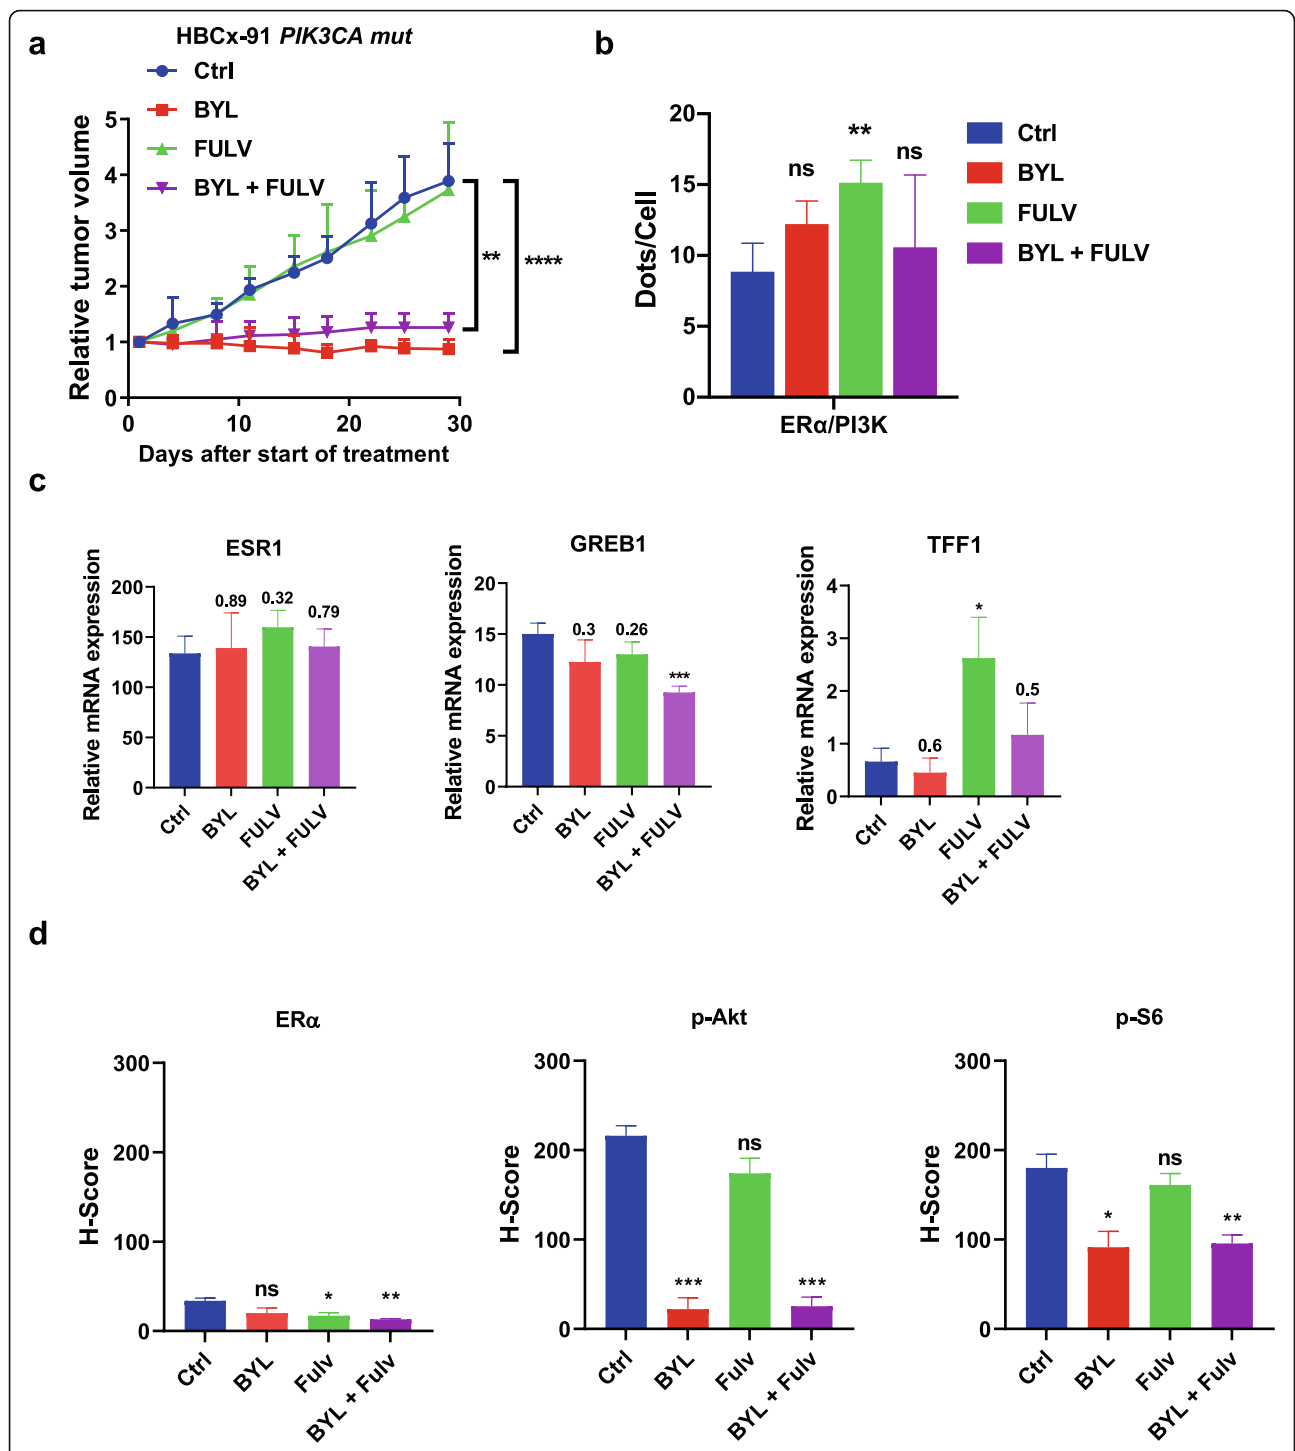 a
HBCx-91 PIK3CA mut
Ctrl
BYL
FULV
BYL + FULV
Relative tumor volume
5
4
3
2
1
0
0 10 20 30
Days after start of treatment
**
****
b
Dots/Cell
20
15
10
5
0
ns
**
ns
ERα/PI3K
Ctrl
BYL
FULV
BYL + FULV
c
ESR1
Relative mRNA expression
200
150
100
50
0
0.89
0.32
0.79
Ctrl
BYL
FULV
BYL + FULV
GREB1
Relative mRNA expression
20
15
10
5
0
0.3
0.26
***
Ctrl
BYL
FULV
BYL + FULV
TFF1
Relative mRNA expression
4
3
2
1
0
0.6
*
0.5
Ctrl
BYL
FULV
BYL + FULV
d
ERα
H-Score
300
200
100
0
ns
*
**
Ctrl
BYL
Fulv
BYL + Fulv
p-Akt
H-Score
300
200
100
0
***
ns
***
Ctrl
BYL
Fulv
BYL + Fulv
p-S6
H-Score
300
200
100
0
*
ns
**
Ctrl
BYL
Fulv
BYL + Fulv